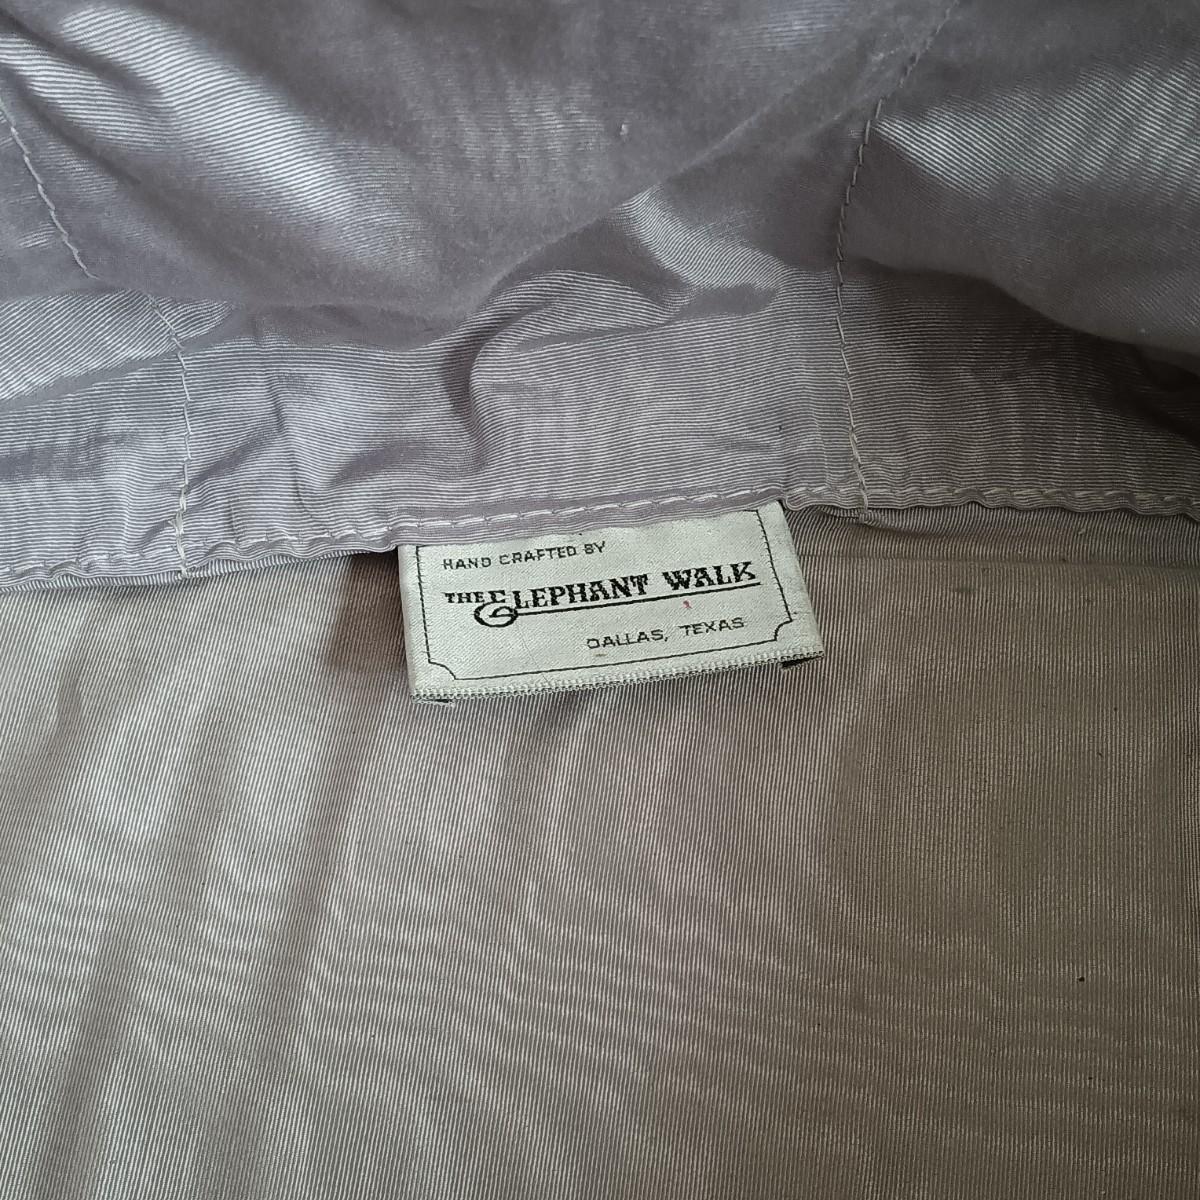 HAND CRAFTED BY
THE ELEPHANT WALK
DALLAS, TEXAS